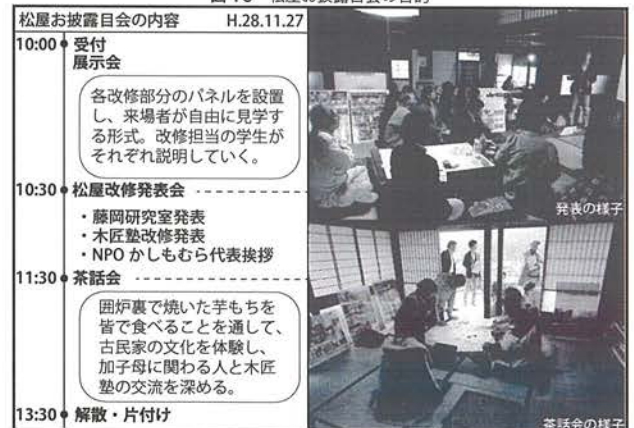 松屋お披露目会の内容 H.28.11.27
10:00 受付
展示会
各改修部分のパネルを設置
し、来場者が自由に見学す
る形式。改修担当の学生が
それぞれ説明していく。
10:30 松屋改修発表会
・藤岡研究室発表
・木匠塾改修発表
・NPO かしもむら代表挨拶
11:30 茶話会
囲炉裏で焼いた芋もちを
皆で食べることを通して、
古民家の文化を体験し、
加子母に関わる人と木匠
塾の交流を深める。
13:30 解散・片付け
発表の様子
茶話会の様子